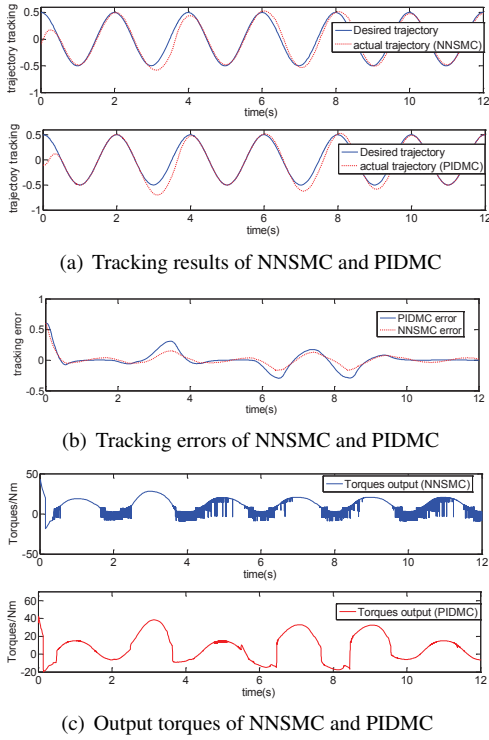 trajectory tracking
0.5
0
-0.5
-1
Desired trajectory
actual trajectory (NNSMC)
0 2 4 6 8 10 12
time(s)
trajectory tracking
0.5
0
-0.5
-1
Desired trajectory
actual trajectory (PIDMC)
0 2 4 6 8 10 12
time(s)
(a) Tracking results of NNSMC and PIDMC
tracking error
1
0.5
0
-0.5
PIDMC error
NNSMC error
0 2 4 6 8 10 12
time(s)
(b) Tracking errors of NNSMC and PIDMC
Torques/Nm
50
0
-50
Torques output (NNSMC)
0 2 4 6 8 10 12
time(s)
Torques/Nm
60
40
20
0
-20
Torques output (PIDMC)
0 2 4 6 8 10 12
time(s)
(c) Output torques of NNSMC and PIDMC